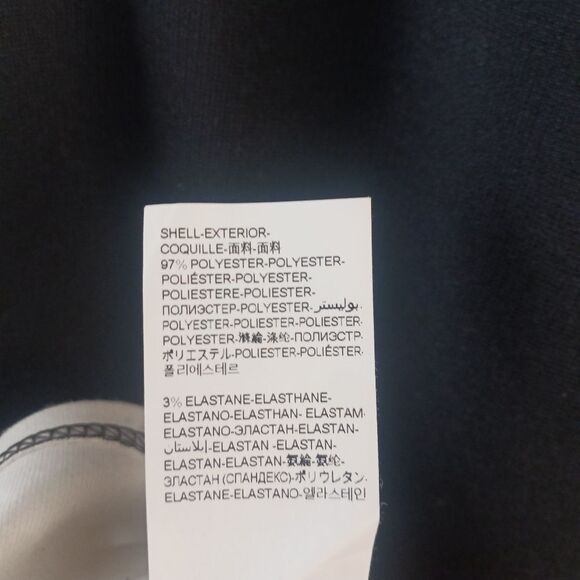 SHELL-EXTERIOR-
COQUILLE-面料-面料
97% POLYESTER-POLYESTER-
POLIÉSTER-POLYESTER-
POLIESTERE-POLIESTER-
ПОЛИЭСТЕР-POLYESTER-بوليستر-
POLYESTER-POLIESTER-POLIESTER-
POLYESTER-滌綸-涤纶-ПОЛИЭСТР-
ポリエステル-POLIESTER-POLIÉSTER-
폴리에스테르
3% ELASTANE-ELASTHANE-
ELASTANO-ELASTHAN- ELASTAM-
ELASTANO-ЭЛАСТАН-ELASTAN-
إيلاستان-ELASTAN -ELASTAN-
ELASTAN-ELASTAN-氨綸-氨纶-
ЭЛАСТАН (СПАНДЕКС)-ポリウレタン-
ELASTANE-ELASTANO-엘라스테인